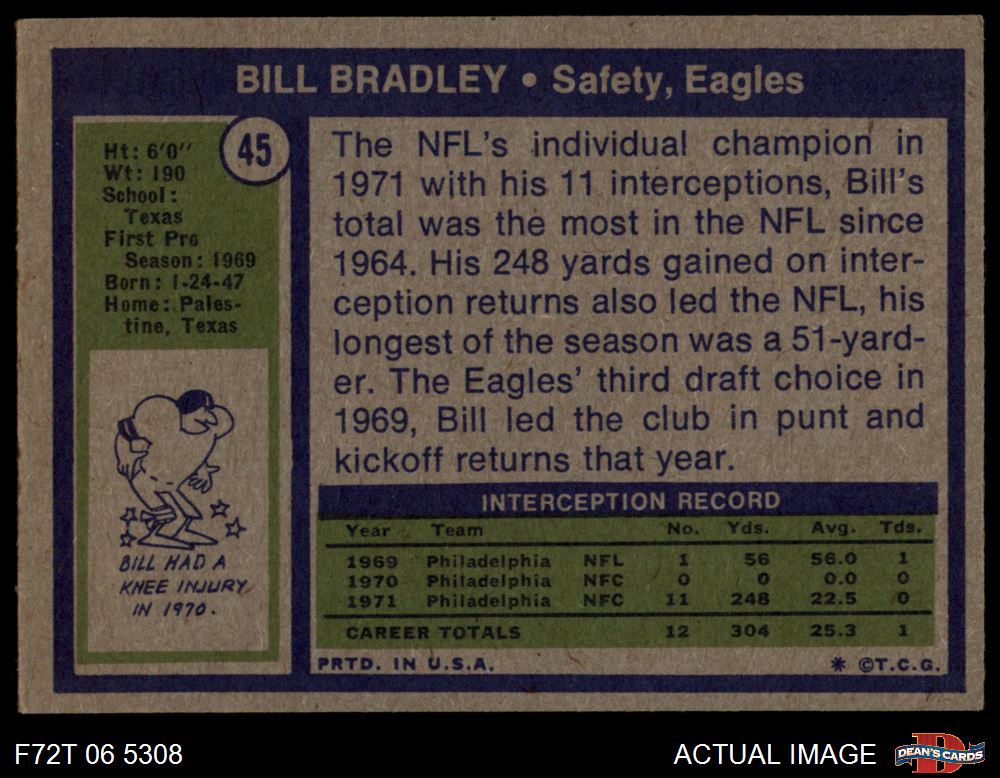 BILL BRADLEY • Safety, Eagles
45
Ht: 6'0"
Wt: 190
School:
Texas
First Pro
Season: 1969
Born: 1-24-47
Home: Pales-
tine, Texas
BILL HAD A
KNEE INJURY
IN 1970.
The NFL's individual champion in
1971 with his 11 interceptions, Bill's
total was the most in the NFL since
1964. His 248 yards gained on inter-
ception returns also led the NFL, his
longest of the season was a 51-yard-
er. The Eagles' third draft choice in
1969, Bill led the club in punt and
kickoff returns that year.
INTERCEPTION RECORD
Year Team No. Yds. Avg. Tds.
1969 Philadelphia NFL 1 56 56.0 1
1970 Philadelphia NFC 0 0 0.0 0
1971 Philadelphia NFC 11 248 22.5 0
CAREER TOTALS 12 304 25.3 1
PRTD. IN U.S.A. * ©T.C.G.
F72T 06 5308 ACTUAL IMAGE
D
DEAN'S CARDS